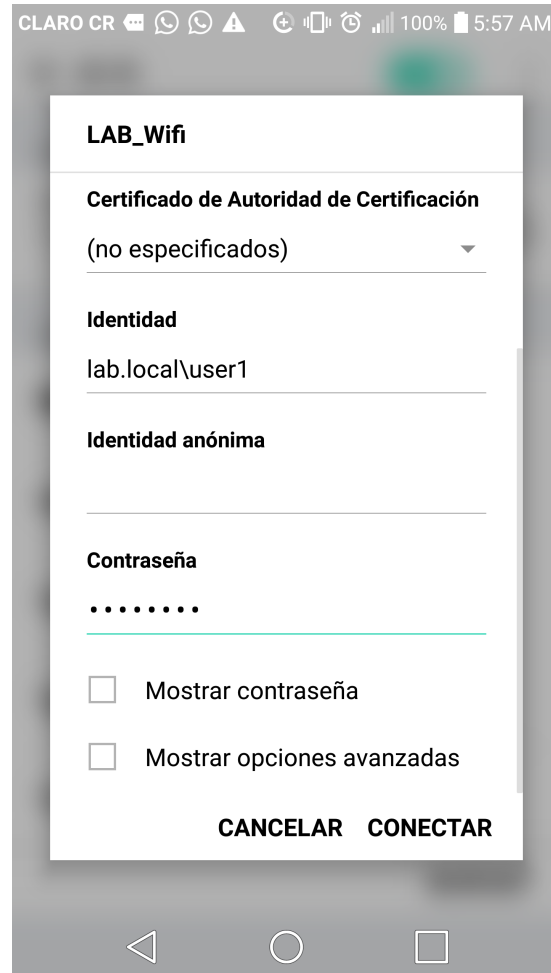 CLARO CR 100% 5:57 AM
LAB_Wifi
Certificado de Autoridad de Certificación
(no especificados)
Identidad
lab.local\user1
Identidad anónima
Contraseña
••••••••
Mostrar contraseña
Mostrar opciones avanzadas
CANCELAR CONECTAR